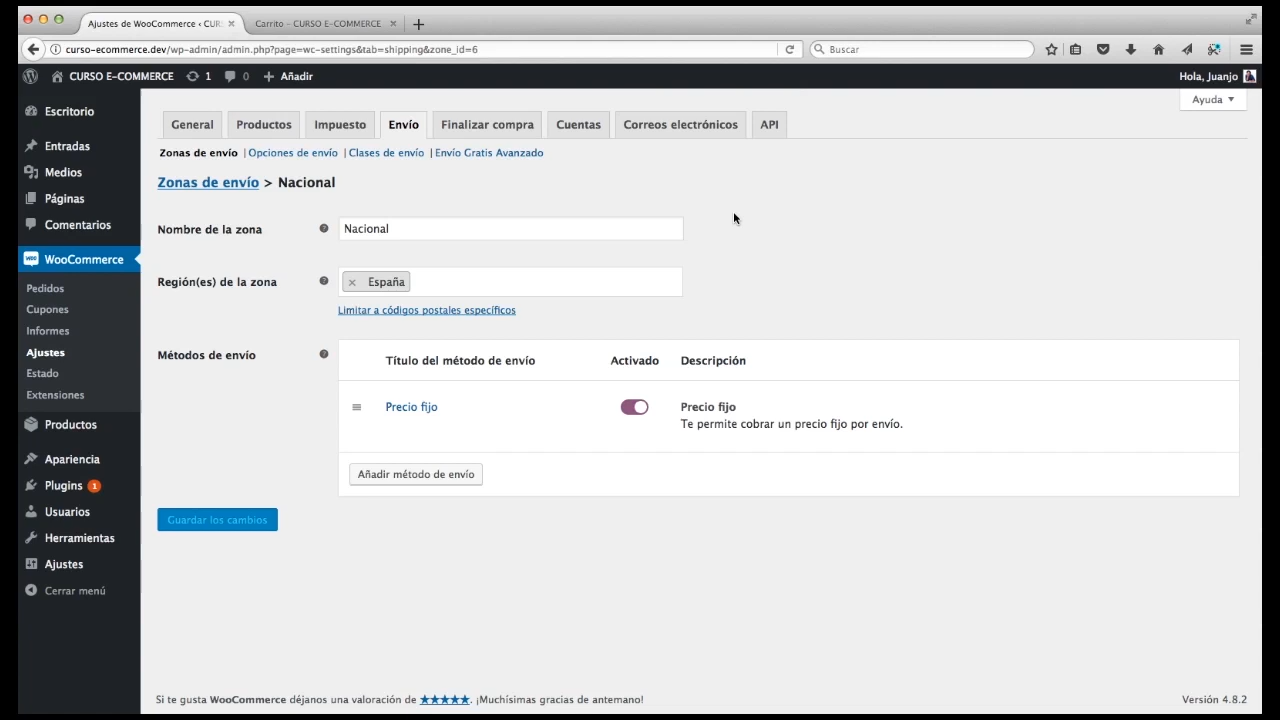 Ajustes de WooCommerce ‹ CUR
Carrito – CURSO E-COMMERCE
curso-ecommerce.dev/wp-admin/admin.php?page=wc-settings&tab=shipping&zone_id=6
Buscar
CURSO E-COMMERCE 1 0 Añadir
Hola, Juanjo
Ayuda
Escritorio
Entradas
Medios
Páginas
Comentarios
WooCommerce
Pedidos
Cupones
Informes
Ajustes
Estado
Extensiones
Productos
Apariencia
Plugins 1
Usuarios
Herramientas
Ajustes
Cerrar menú
General Productos Impuesto Envío Finalizar compra Cuentas Correos electrónicos API
Zonas de envío | Opciones de envío | Clases de envío | Envío Gratis Avanzado
Zonas de envío > Nacional
Nombre de la zona
Nacional
Región(es) de la zona
× España
Limitar a códigos postales específicos
Métodos de envío
Título del método de envío Activado Descripción
Precio fijo
Precio fijo
Te permite cobrar un precio fijo por envío.
Añadir método de envío
Guardar los cambios
Si te gusta WooCommerce déjanos una valoración de ★★★★★. ¡Muchísimas gracias de antemano!
Versión 4.8.2